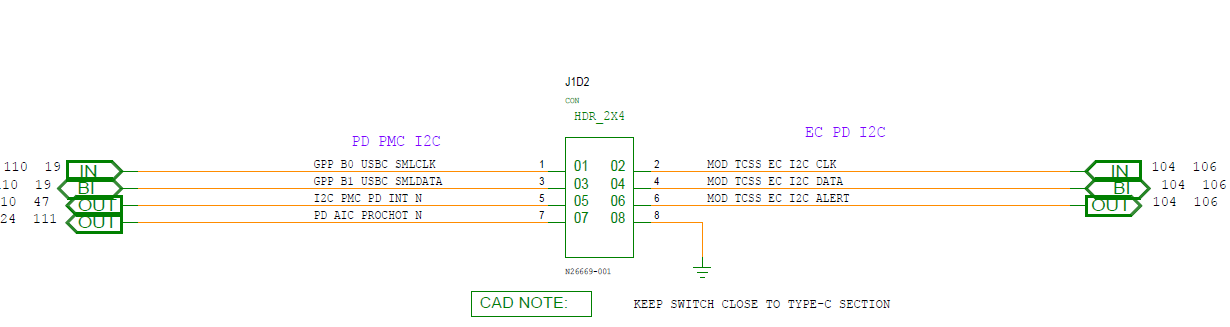 J1D2
CON
HDR_2X4
PD PMC I2C
EC PD I2C
110 19 IN GPP B0 USBC SMLCLK 1 01 02 2 MOD TCSS EC I2C CLK IN 104 106
10 19 BI GPP B1 USBC SMLDATA 3 03 04 4 MOD TCSS EC I2C DATA BI 104 106
10 47 OUT I2C PMC PD INT N 5 05 06 6 MOD TCSS EC I2C ALERT OUT 104 106
24 111 OUT PD AIC PROCHOT N 7 07 08 8
N26669-001
CAD NOTE: KEEP SWITCH CLOSE TO TYPE-C SECTION